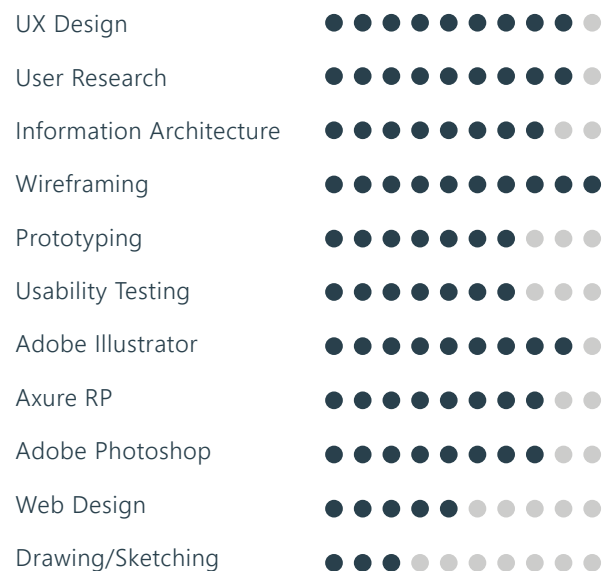 UX Design
User Research
Information Architecture
Wireframing
Prototyping
Usability Testing
Adobe Illustrator
Axure RP
Adobe Photoshop
Web Design
Drawing/Sketching